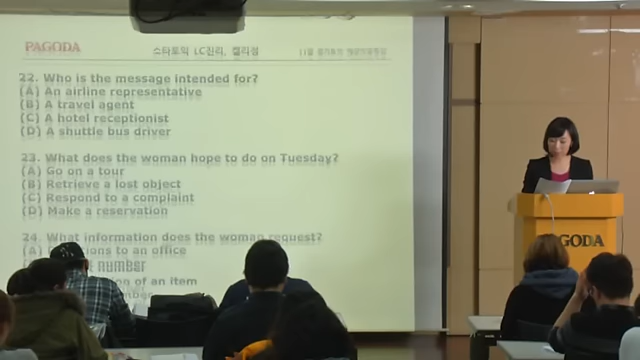 PAGODA
스타토익 LC진리, 켈리정
22. Who is the message intended for?
(A) An airline representative
(B) A travel agent
(C) A hotel receptionist
(D) A shuttle bus driver
23. What does the woman hope to do on Tuesday?
(A) Go on a tour
(B) Retrieve a lost object
(C) Respond to a complaint
(D) Make a reservation
24. What information does the woman request?
(A) to an office
number
of an item
GODA